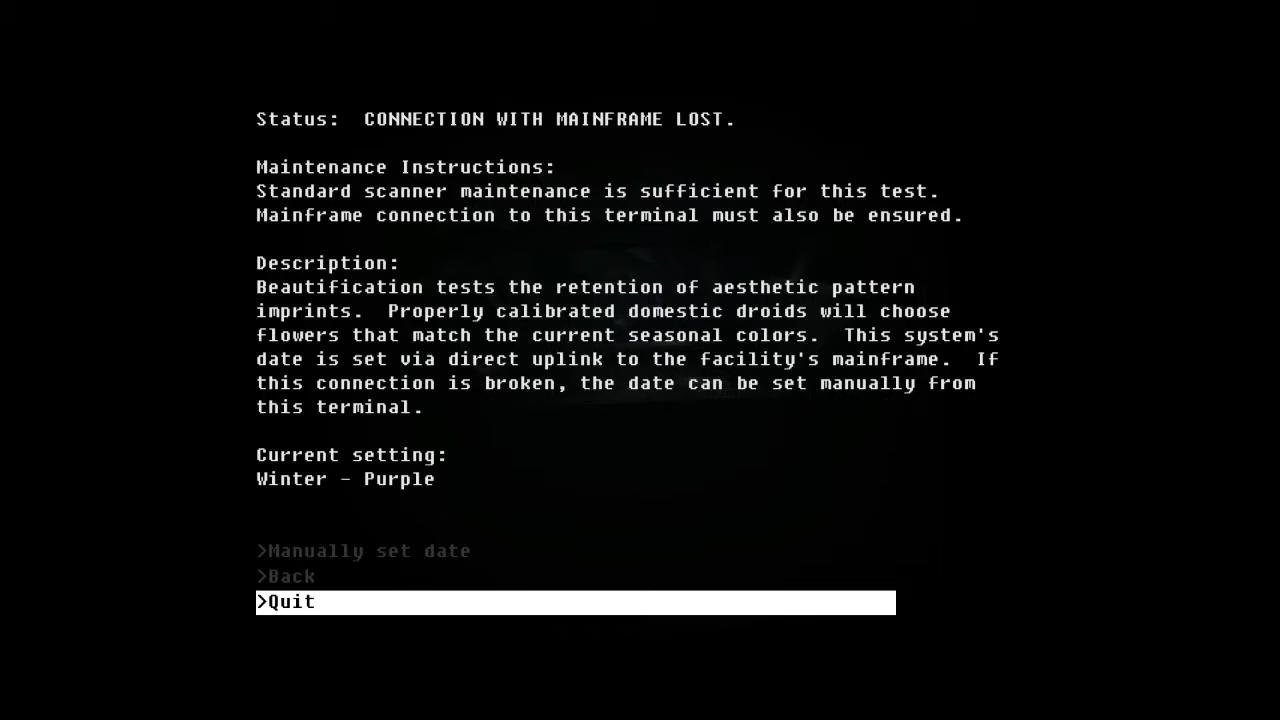 Status:  CONNECTION WITH MAINFRAME LOST.
Maintenance Instructions:
Standard scanner maintenance is sufficient for this test.
Mainframe connection to this terminal must also be ensured.
Description:
Beautification tests the retention of aesthetic pattern
imprints.  Properly calibrated domestic droids will choose
flowers that match the current seasonal colors.  This system's
date is set via direct uplink to the facility's mainframe.  If
this connection is broken, the date can be set manually from
this terminal.
Current setting:
Winter - Purple
>Manually set date
>Back
>Quit